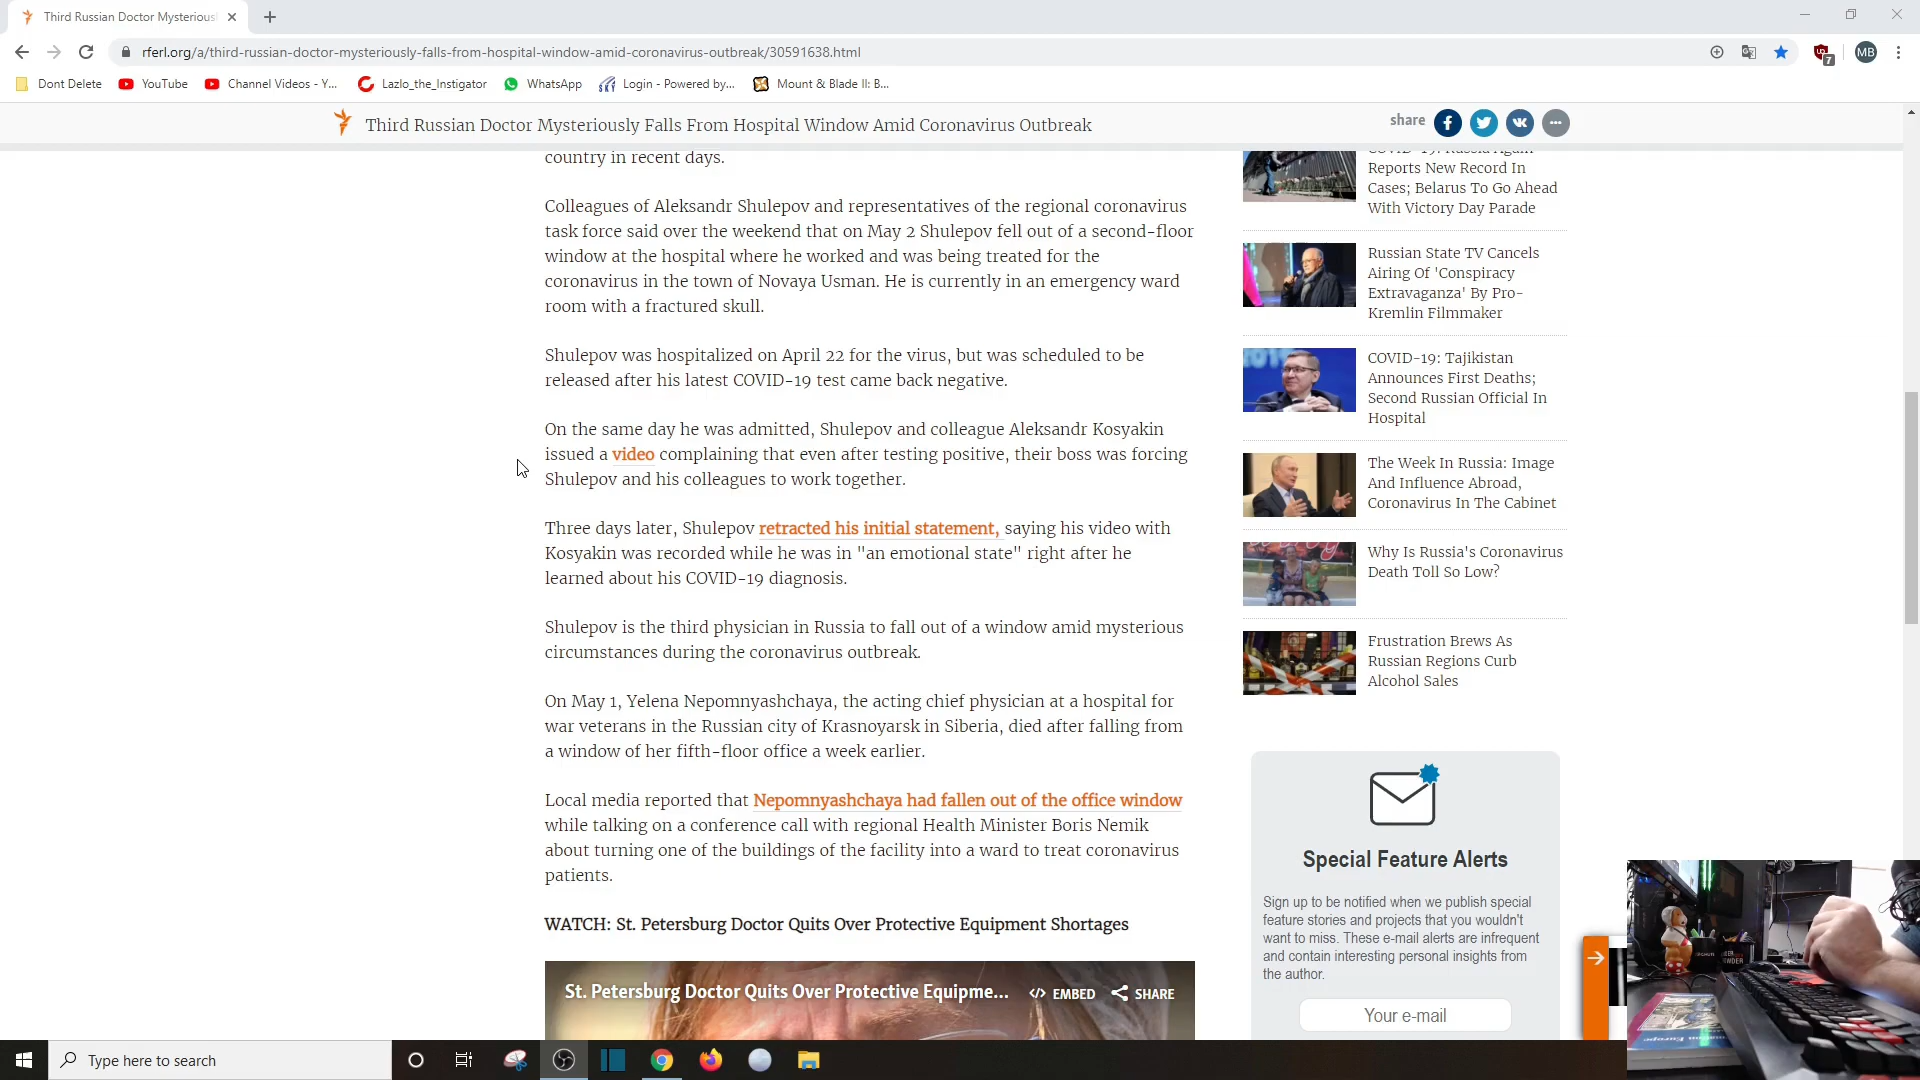 Third Russian Doctor Mysterious
rferl.org/a/third-russian-doctor-mysteriously-falls-from-hospital-window-amid-coronavirus-outbreak/30591638.html
7
MB
Dont Delete
YouTube
Channel Videos - Y...
Lazlo_the_Instigator
WhatsApp
Login - Powered by...
Mount & Blade II: B...
Third Russian Doctor Mysteriously Falls From Hospital Window Amid Coronavirus Outbreak
share
country in recent days.
Colleagues of Aleksandr Shulepov and representatives of the regional coronavirus
task force said over the weekend that on May 2 Shulepov fell out of a second-floor
window at the hospital where he worked and was being treated for the
coronavirus in the town of Novaya Usman. He is currently in an emergency ward
room with a fractured skull.
Shulepov was hospitalized on April 22 for the virus, but was scheduled to be
released after his latest COVID-19 test came back negative.
On the same day he was admitted, Shulepov and colleague Aleksandr Kosyakin
issued a video complaining that even after testing positive, their boss was forcing
Shulepov and his colleagues to work together.
Three days later, Shulepov retracted his initial statement, saying his video with
Kosyakin was recorded while he was in "an emotional state" right after he
learned about his COVID-19 diagnosis.
Shulepov is the third physician in Russia to fall out of a window amid mysterious
circumstances during the coronavirus outbreak.
On May 1, Yelena Nepomnyashchaya, the acting chief physician at a hospital for
war veterans in the Russian city of Krasnoyarsk in Siberia, died after falling from
a window of her fifth-floor office a week earlier.
Local media reported that Nepomnyashchaya had fallen out of the office window
while talking on a conference call with regional Health Minister Boris Nemik
about turning one of the buildings of the facility into a ward to treat coronavirus
patients.
WATCH: St. Petersburg Doctor Quits Over Protective Equipment Shortages
St. Petersburg Doctor Quits Over Protective Equipme...
EMBED
SHARE
COVID-19: Russia Again
Reports New Record In
Cases; Belarus To Go Ahead
With Victory Day Parade
Russian State TV Cancels
Airing Of 'Conspiracy
Extravaganza' By Pro-
Kremlin Filmmaker
COVID-19: Tajikistan
Announces First Deaths;
Second Russian Official In
Hospital
The Week In Russia: Image
And Influence Abroad,
Coronavirus In The Cabinet
Why Is Russia's Coronavirus
Death Toll So Low?
Frustration Brews As
Russian Regions Curb
Alcohol Sales
Special Feature Alerts
Sign up to be notified when we publish special
feature stories and projects that you wouldn't
want to miss. These e-mail alerts are infrequent
and contain interesting personal insights from
the author.
Your e-mail
Type here to search